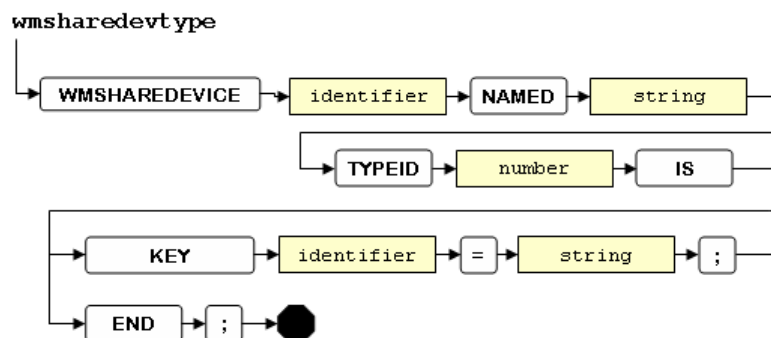 wmsharedevtype
WMSHAREDEVICE identifier NAMED string
TYPEID number IS
KEY identifier = string ;
END ;